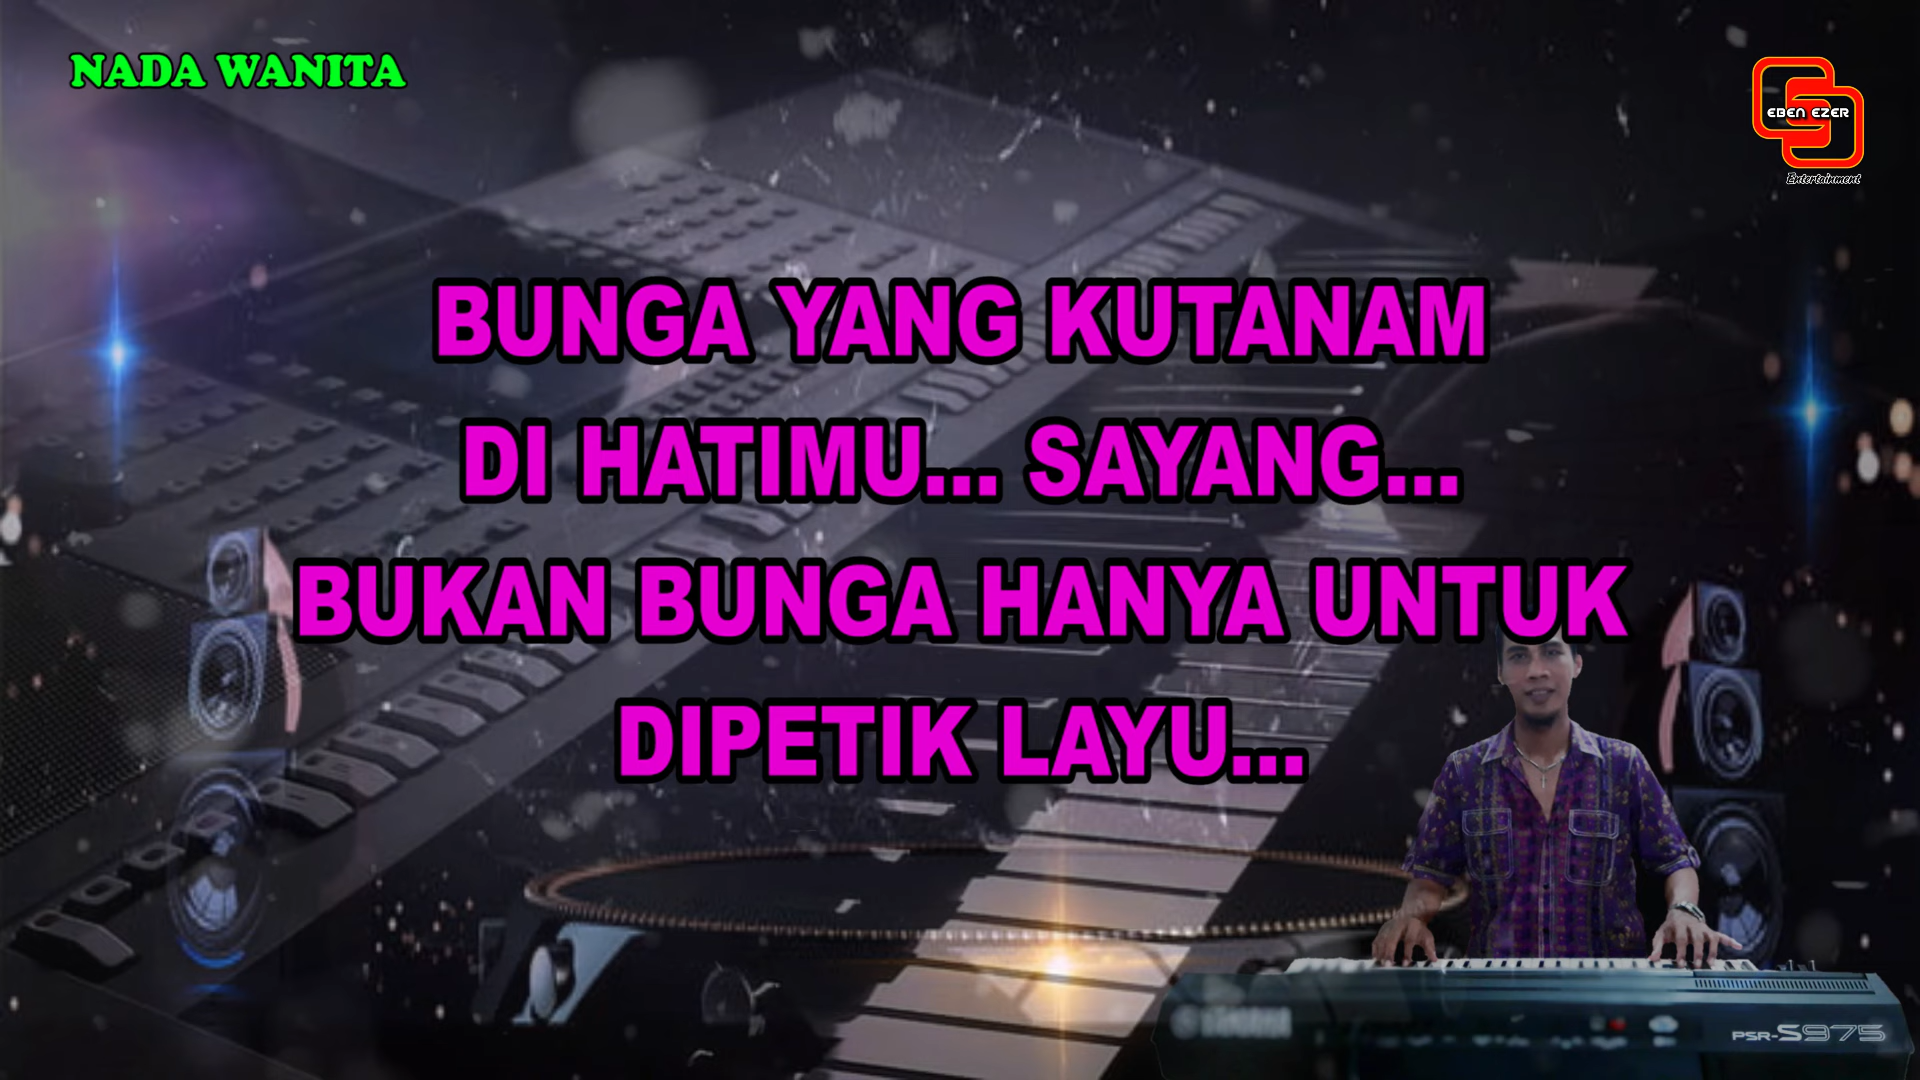 NADA WANITA
EBEN EZER
Entertainment
BUNGA YANG KUTANAM
DI HATIMU... SAYANG...
BUKAN BUNGA HANYA UNTUK
DIPETIK LAYU...
PSR-S975